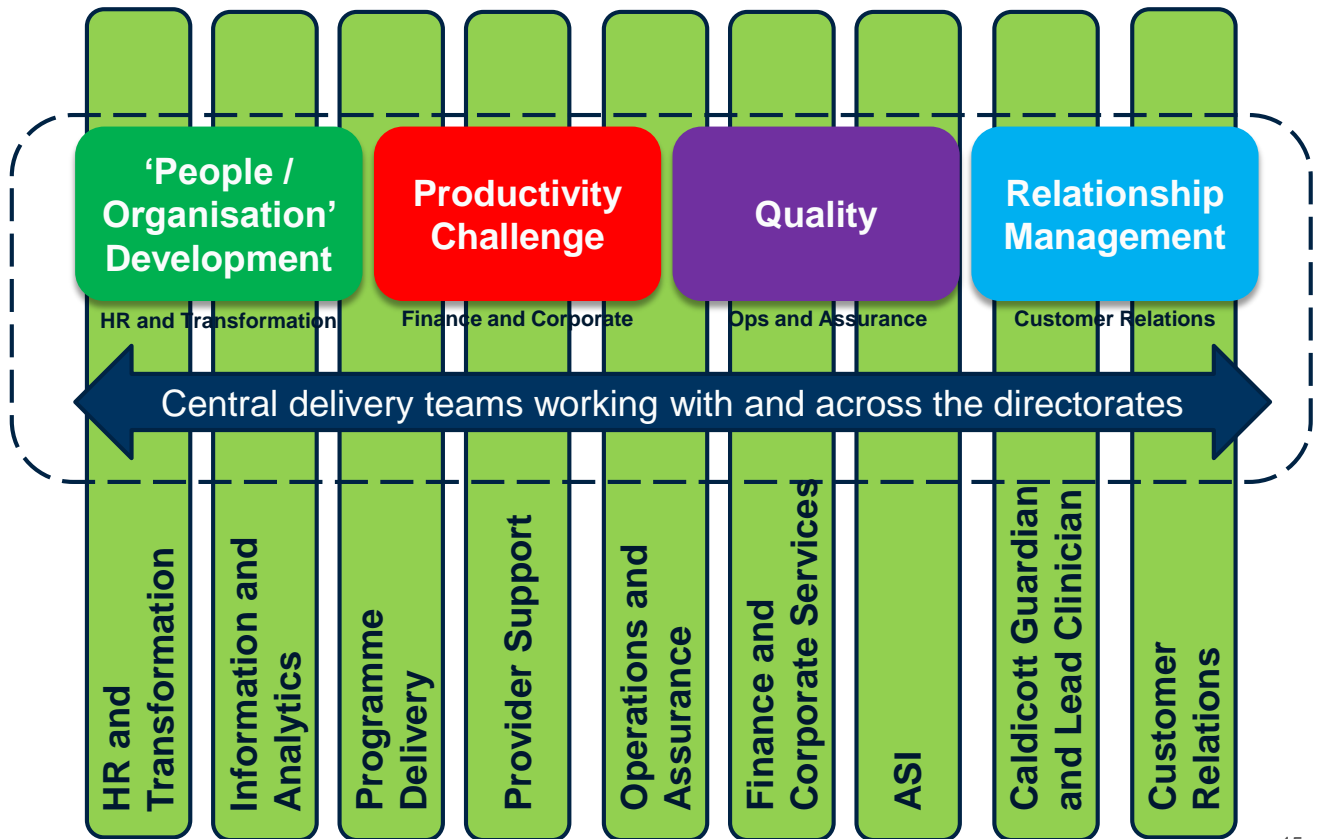 ‘People /
Organisation’
Development
Productivity
Challenge
Quality
Relationship
Management
HR and Transformation
Finance and Corporate
Ops and Assurance
Customer Relations
Central delivery teams working with and across the directorates
HR and
Transformation
Information and
Analytics
Programme
Delivery
Provider Support
Operations and
Assurance
Finance and
Corporate Services
ASI
Caldicott Guardian
and Lead Clinician
Customer
Relations